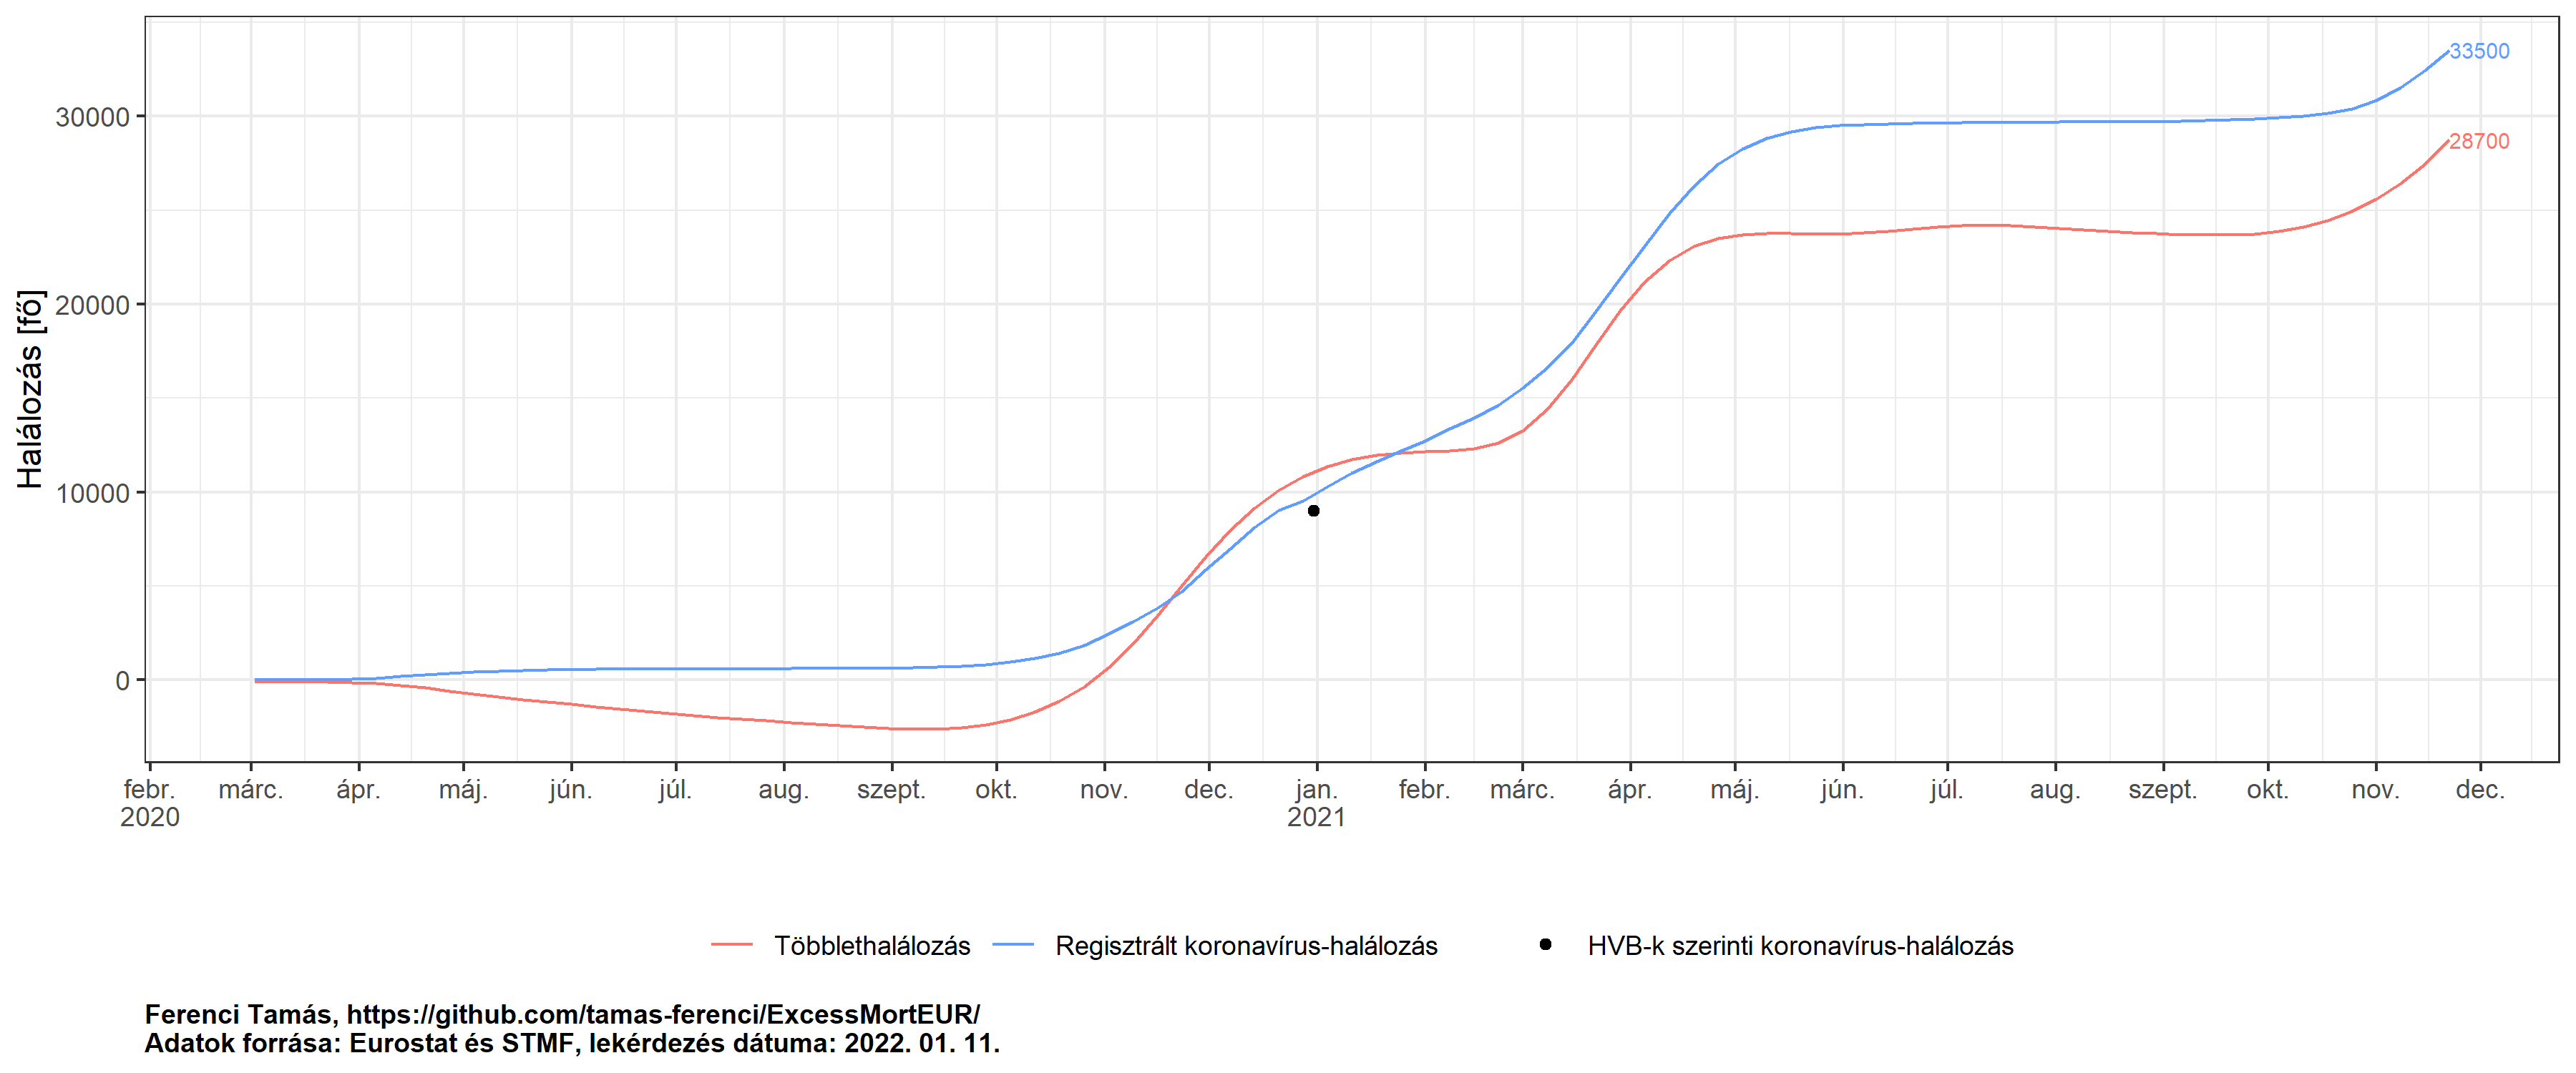 Halálozás [fő]
30000
20000
10000
0
33500
28700
febr. márc. ápr. máj. jún. júl. aug. szept. okt. nov. dec. jan. febr. márc. ápr. máj. jún. júl. aug. szept. okt. nov. dec.
2020 2021
Többlethalálozás Regisztrált koronavírus-halálozás HVB-k szerinti koronavírus-halálozás
Ferenci Tamás, https://github.com/tamas-ferenci/ExcessMortEUR/
Adatok forrása: Eurostat és STMF, lekérdezés dátuma: 2022. 01. 11.